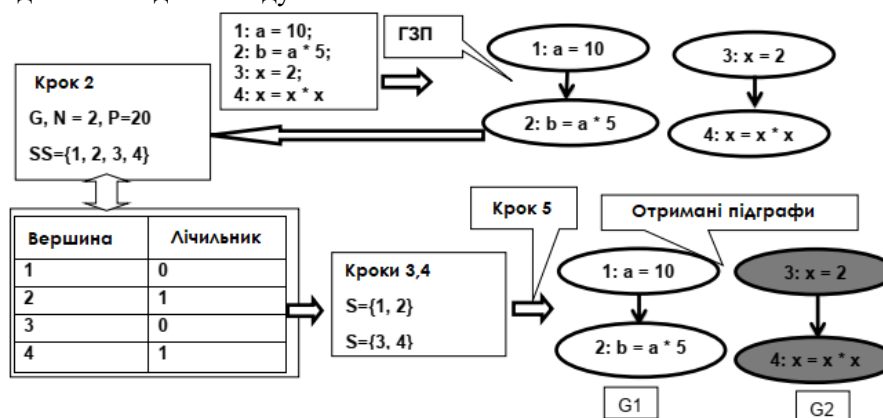 1: a = 10;
2: b = a * 5;
3: x = 2;
4: x = x * x
ГЗП
1: a = 10
2: b = a * 5
3: x = 2
4: x = x * x
Крок 2
G, N = 2, P=20
SS={1, 2, 3, 4}
Вершина Лічильник
1 0
2 1
3 0
4 1
Кроки 3,4
S={1, 2}
S={3, 4}
Крок 5
Отримані підграфи
1: a = 10
2: b = a * 5
G1
3: x = 2
4: x = x * x
G2